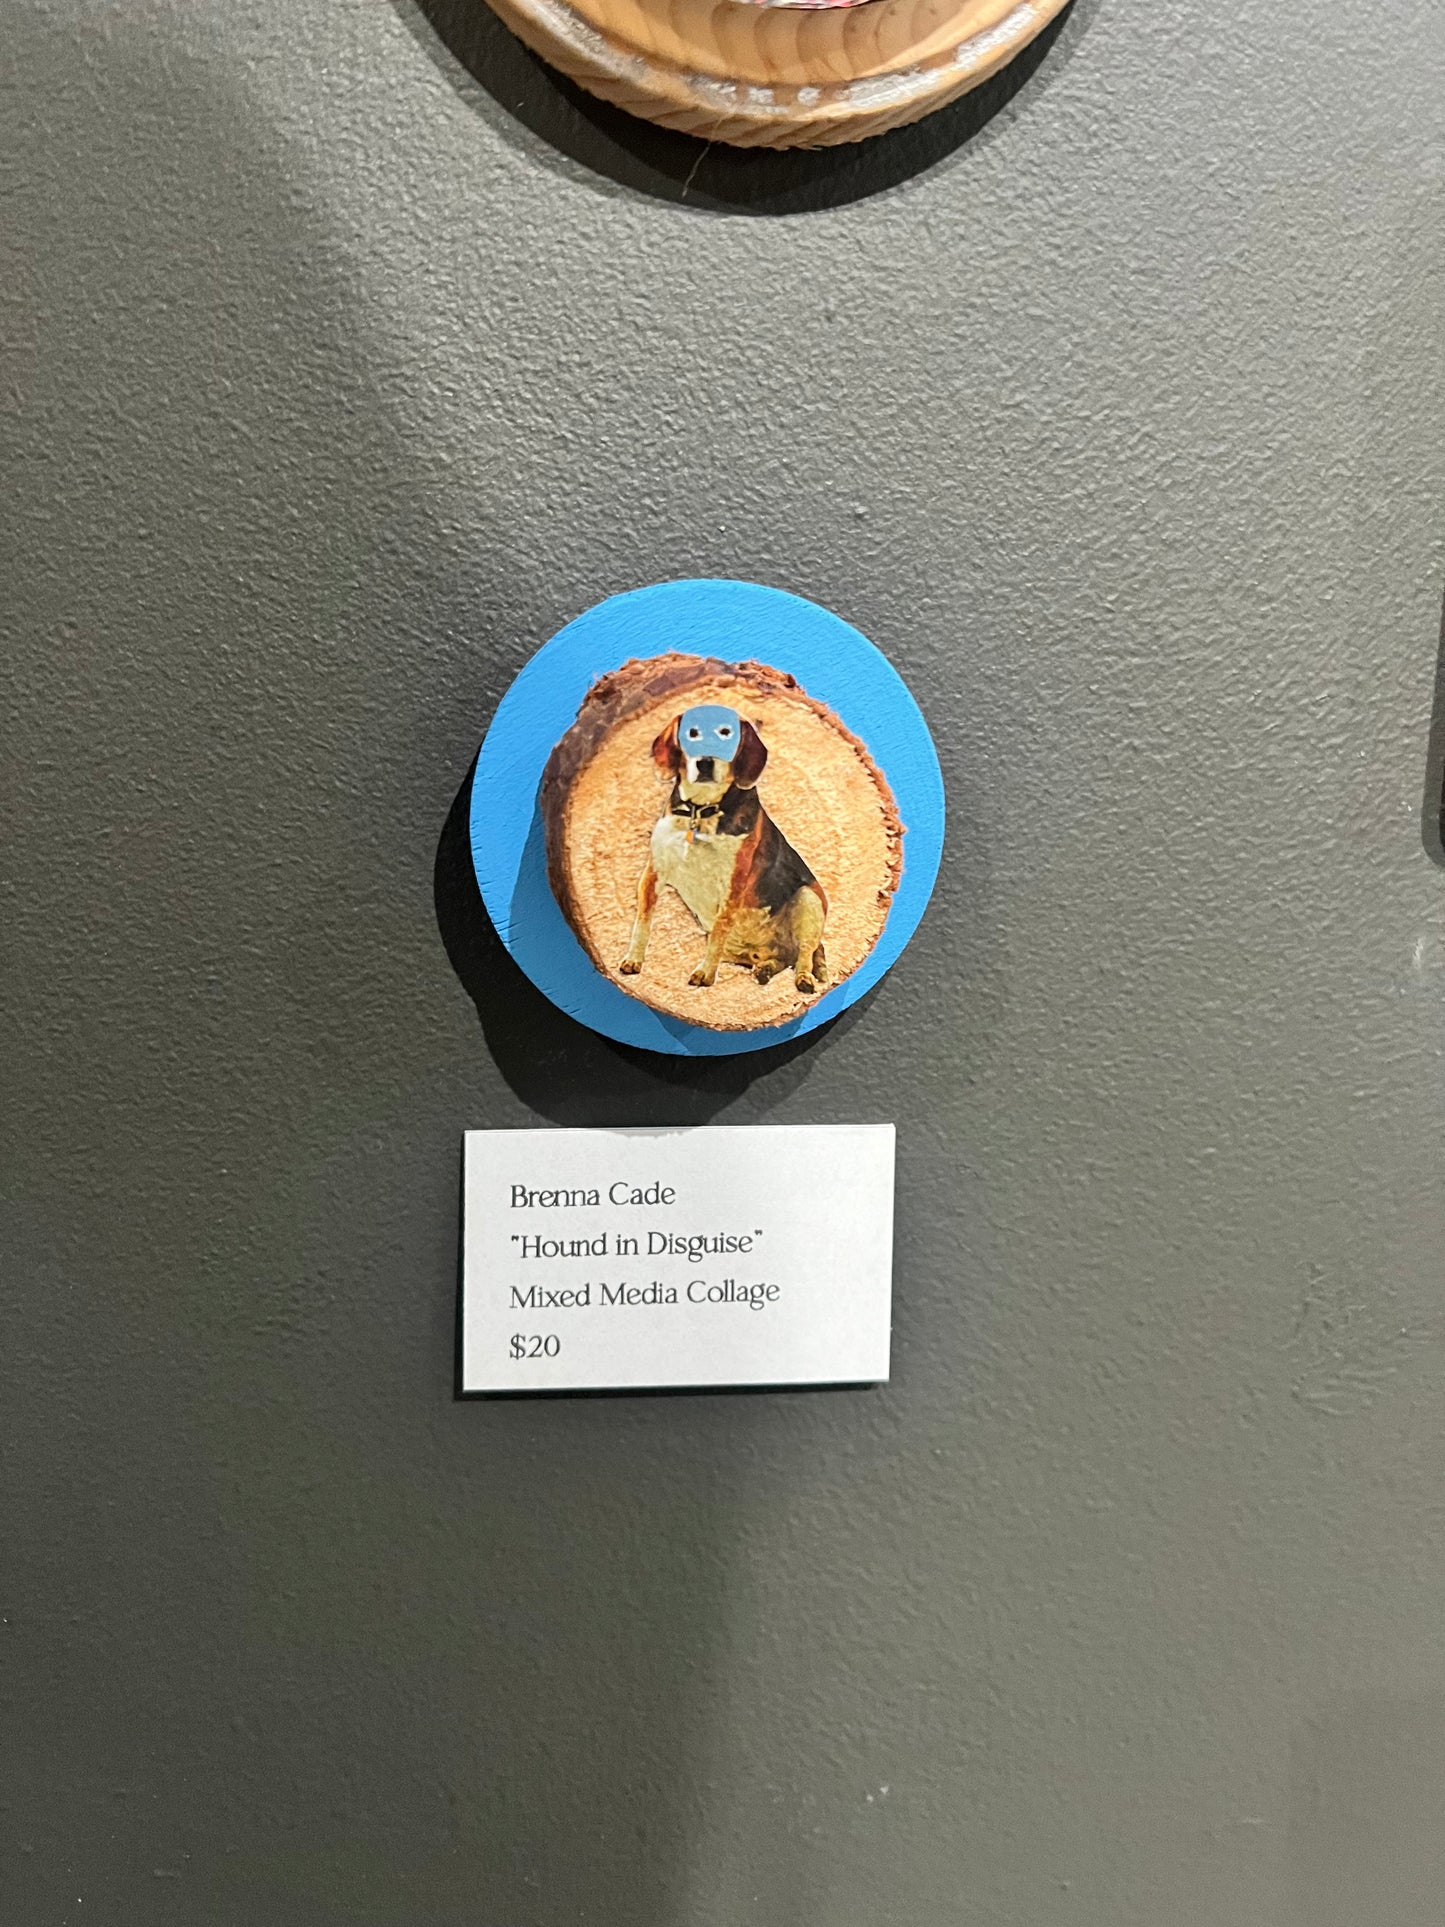 Brenna Cade
"Hound in Disguise"
Mixed Media Collage
$20